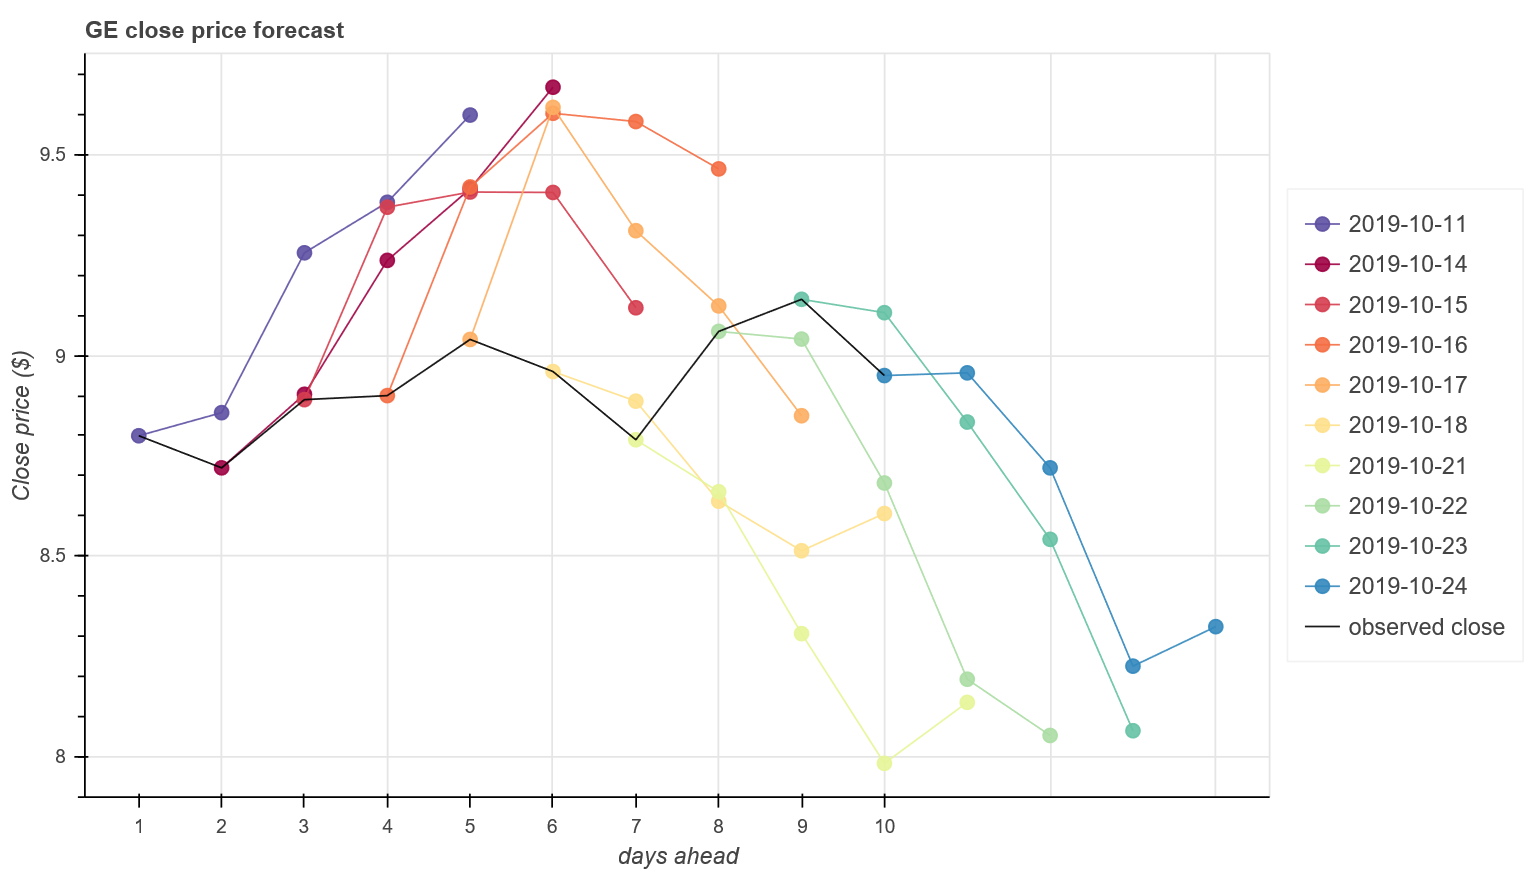 GE close price forecast
Close price ($)
9.5
9
8.5
8
1 2 3 4 5 6 7 8 9 10
days ahead
2019-10-11
2019-10-14
2019-10-15
2019-10-16
2019-10-17
2019-10-18
2019-10-21
2019-10-22
2019-10-23
2019-10-24
observed close